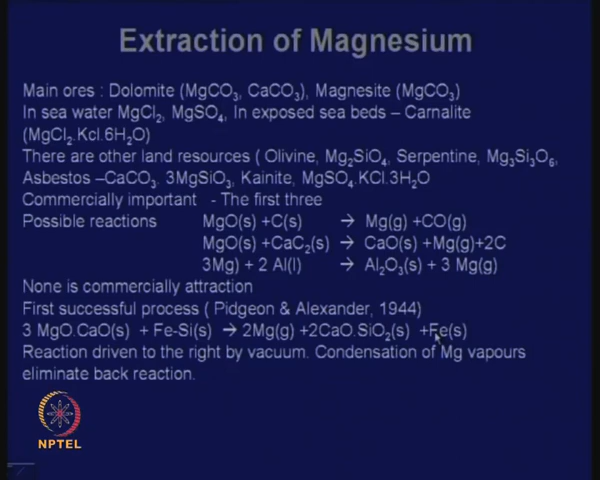 Extraction of Magnesium
Main ores : Dolomite (MgCO3, CaCO3), Magnesite (MgCO3)
In sea water MgCl2, MgSO4, In exposed sea beds – Carnalite
(MgCl2.Kcl.6H2O)
There are other land resources ( Olivine, Mg2SiO4, Serpentine, Mg3Si3O6,
Asbestos –CaCO3. 3MgSiO3, Kainite, MgSO4.KCl.3H2O
Commercially important - The first three
Possible reactions MgO(s) +C(s) → Mg(g) +CO(g)
MgO(s) +CaC2(s) → CaO(s) +Mg(g)+2C
3Mg) + 2 Al(l) → Al2O3(s) + 3 Mg(g)
None is commercially attraction
First successful process ( Pidgeon & Alexander, 1944)
3 MgO.CaO(s) + Fe-Si(s) → 2Mg(g) +2CaO.SiO2(s) +Fe(s)
Reaction driven to the right by vacuum. Condensation of Mg vapours
eliminate back reaction.
NPTEL